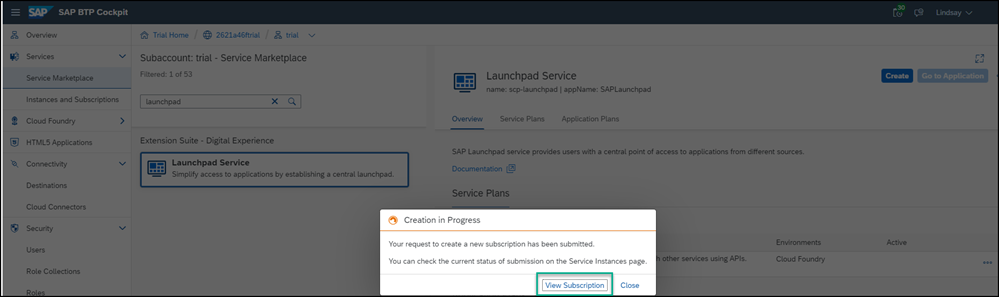 SAP SAP BTP Cockpit 30 Lindsay
Overview
Services
Service Marketplace
Instances and Subscriptions
Cloud Foundry
HTML5 Applications
Connectivity
Destinations
Cloud Connectors
Security
Users
Role Collections
Trial Home / 2621a46ftrial / trial
Subaccount: trial - Service Marketplace
Filtered: 1 of 53
launchpad
Extension Suite - Digital Experience
Launchpad Service
Simplify access to applications by establishing a central launchpad.
Launchpad Service
name: scp-launchpad | appName: SAPLaunchpad
Create Go to Application
Overview Service Plans Application Plans
SAP Launchpad service provides users with a central point of access to applications from different sources.
Documentation
Service Plans
Environments Active
h other services using APIs. Cloud Foundry
Creation in Progress
Your request to create a new subscription has been submitted.
You can check the current status of submission on the Service Instances page.
View Subscription Close